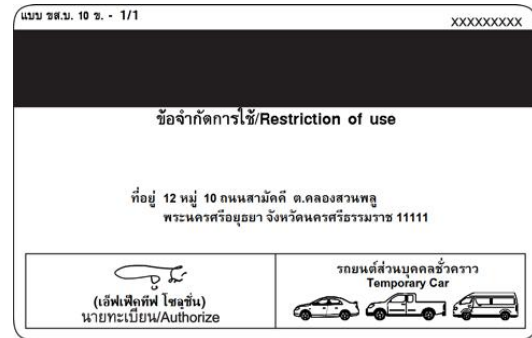 แบบ ขส.บ. 10 ข. - 1/1
XXXXXXXXX
ข้อจำกัดการใช้/Restriction of use
ที่อยู่ 12 หมู่ 10 ถนนสามัคคี ต.คลองสวนพลู
พระนครศรีอยุธยา จังหวัดนครศรีธรรมราช 11111
(เอ็ฟเฟ็คทีฟ โซลูชั่น)
นายทะเบียน/Authorize
รถยนต์ส่วนบุคคลชั่วคราว
Temporary Car